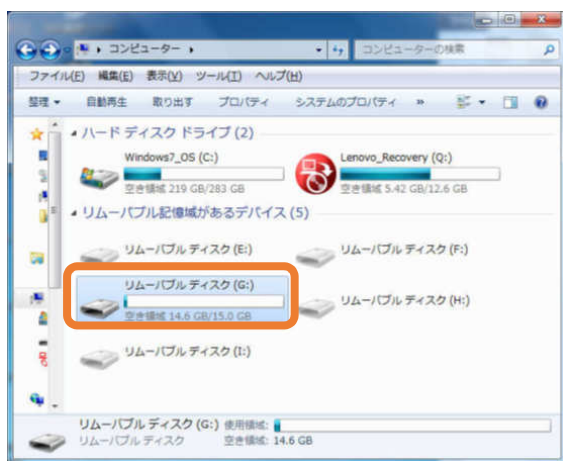 コンピューター
コンピューターの検索
ファイル(F) 編集(E) 表示(V) ツール(T) ヘルプ(H)
整理 自動再生 取り出す プロパティ システムのプロパティ »
ハード ディスク ドライブ (2)
Windows7_OS (C:)
空き領域 219 GB/283 GB
Lenovo_Recovery (Q:)
空き領域 5.42 GB/12.6 GB
リムーバブル記憶域があるデバイス (5)
リムーバブル ディスク (E:)
リムーバブル ディスク (F:)
リムーバブル ディスク (G:)
空き領域 14.6 GB/15.0 GB
リムーバブル ディスク (H:)
リムーバブル ディスク (I:)
リムーバブル ディスク (G:) 使用領域:
リムーバブル ディスク 空き領域: 14.6 GB